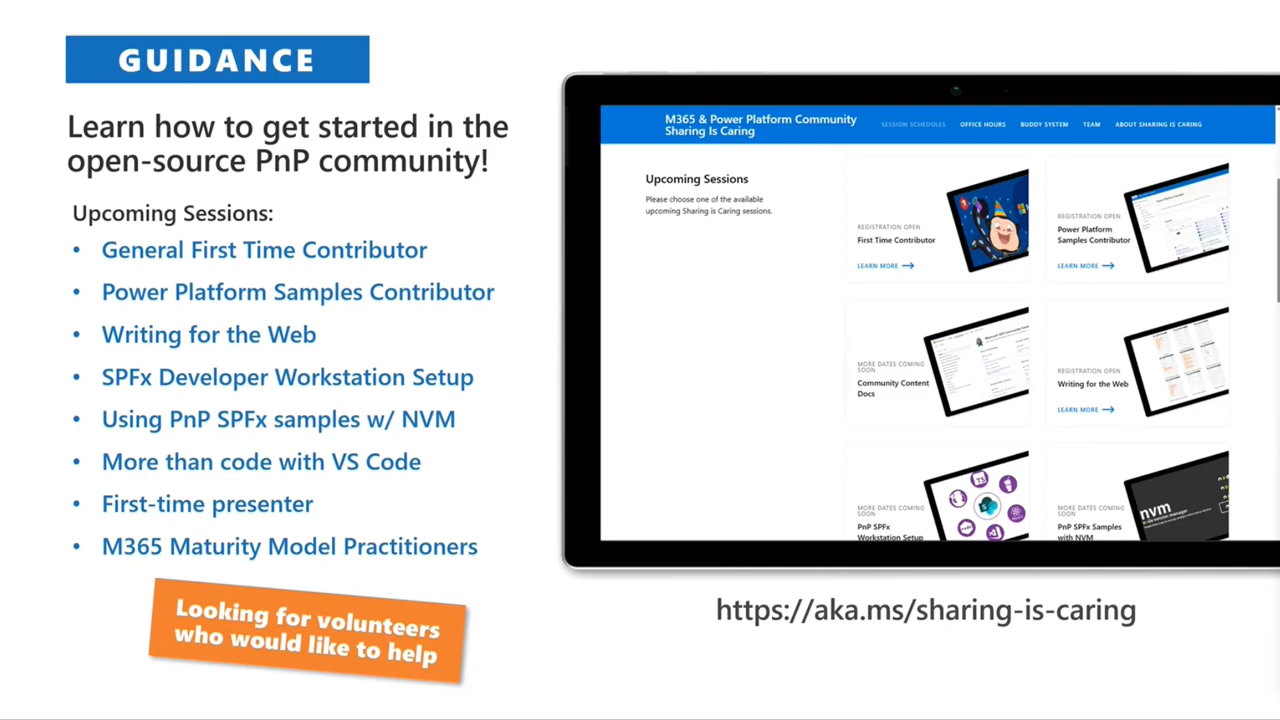 GUIDANCE
Learn how to get started in the
open-source PnP community!
Upcoming Sessions:
• General First Time Contributor
• Power Platform Samples Contributor
• Writing for the Web
• SPFx Developer Workstation Setup
• Using PnP SPFx samples w/ NVM
• More than code with VS Code
• First-time presenter
• M365 Maturity Model Practitioners
Looking for volunteers
who would like to help
M365 & Power Platform Community
Sharing Is Caring
SESSION SCHEDULES OFFICE HOURS BUDDY SYSTEM TEAM ABOUT SHARING IS CARING
Upcoming Sessions
Please choose one of the available
upcoming Sharing is Caring sessions.
REGISTRATION OPEN
First Time Contributor
LEARN MORE
REGISTRATION OPEN
Power Platform
Samples Contributor
LEARN MORE
MORE DATES COMING
SOON
Community Content
Docs
REGISTRATION OPEN
Writing for the Web
LEARN MORE
MORE DATES COMING
SOON
PnP SPFx
Workstation Setup
MORE DATES COMING
SOON
PnP SPFx Samples
with NVM
nvm
https://aka.ms/sharing-is-caring